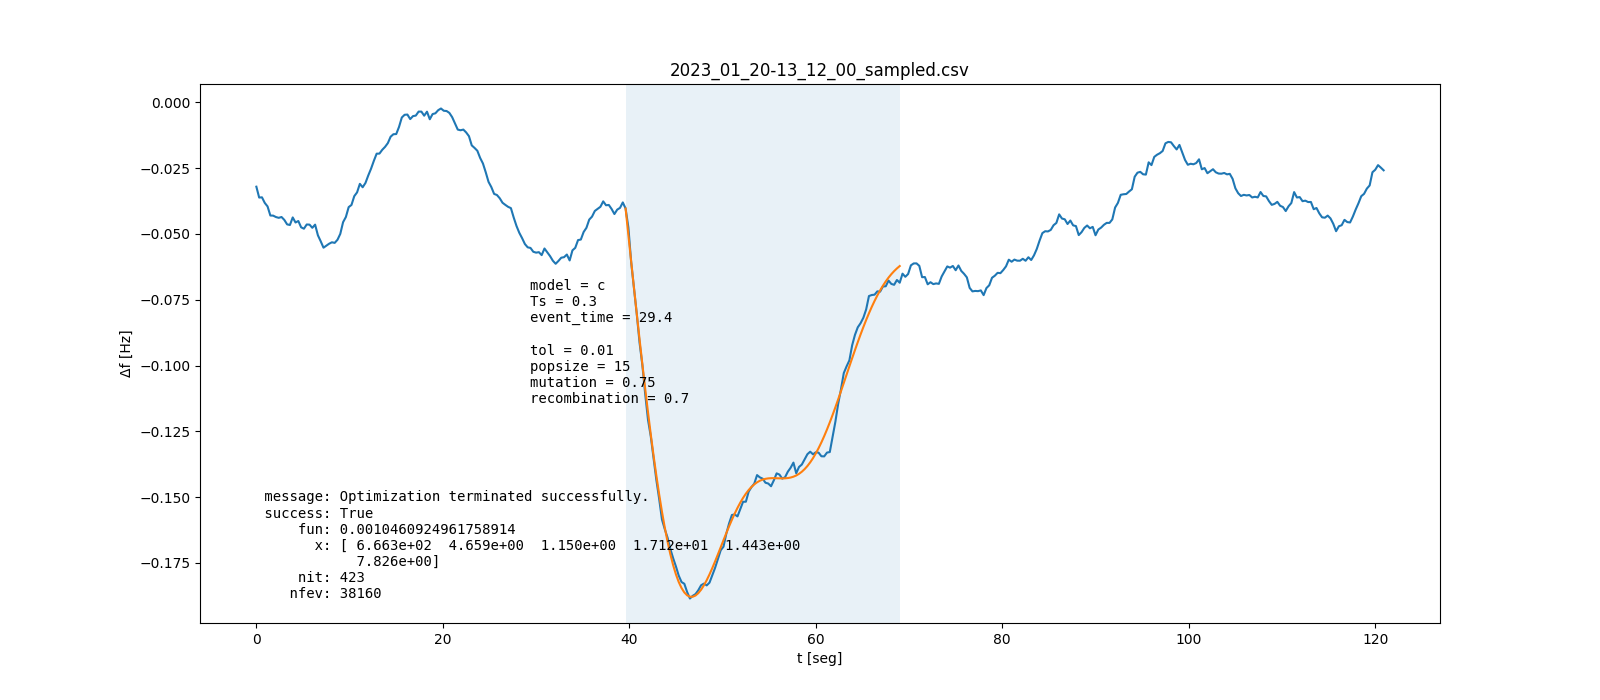 2023_01_20-13_12_00_sampled.csv
0.000
−0.025
−0.050
−0.075
−0.100
−0.125
−0.150
−0.175
Δf [Hz]
model = c
Ts = 0.3
event_time = 29.4
tol = 0.01
popsize = 15
mutation = 0.75
recombination = 0.7
message: Optimization terminated successfully.
success: True
fun: 0.0010460924961758914
x: [ 6.663e+02 4.659e+00 1.150e+00 1.712e+01 1.443e+00
7.826e+00]
nit: 423
nfev: 38160
0 20 40 60 80 100 120
t [seg]